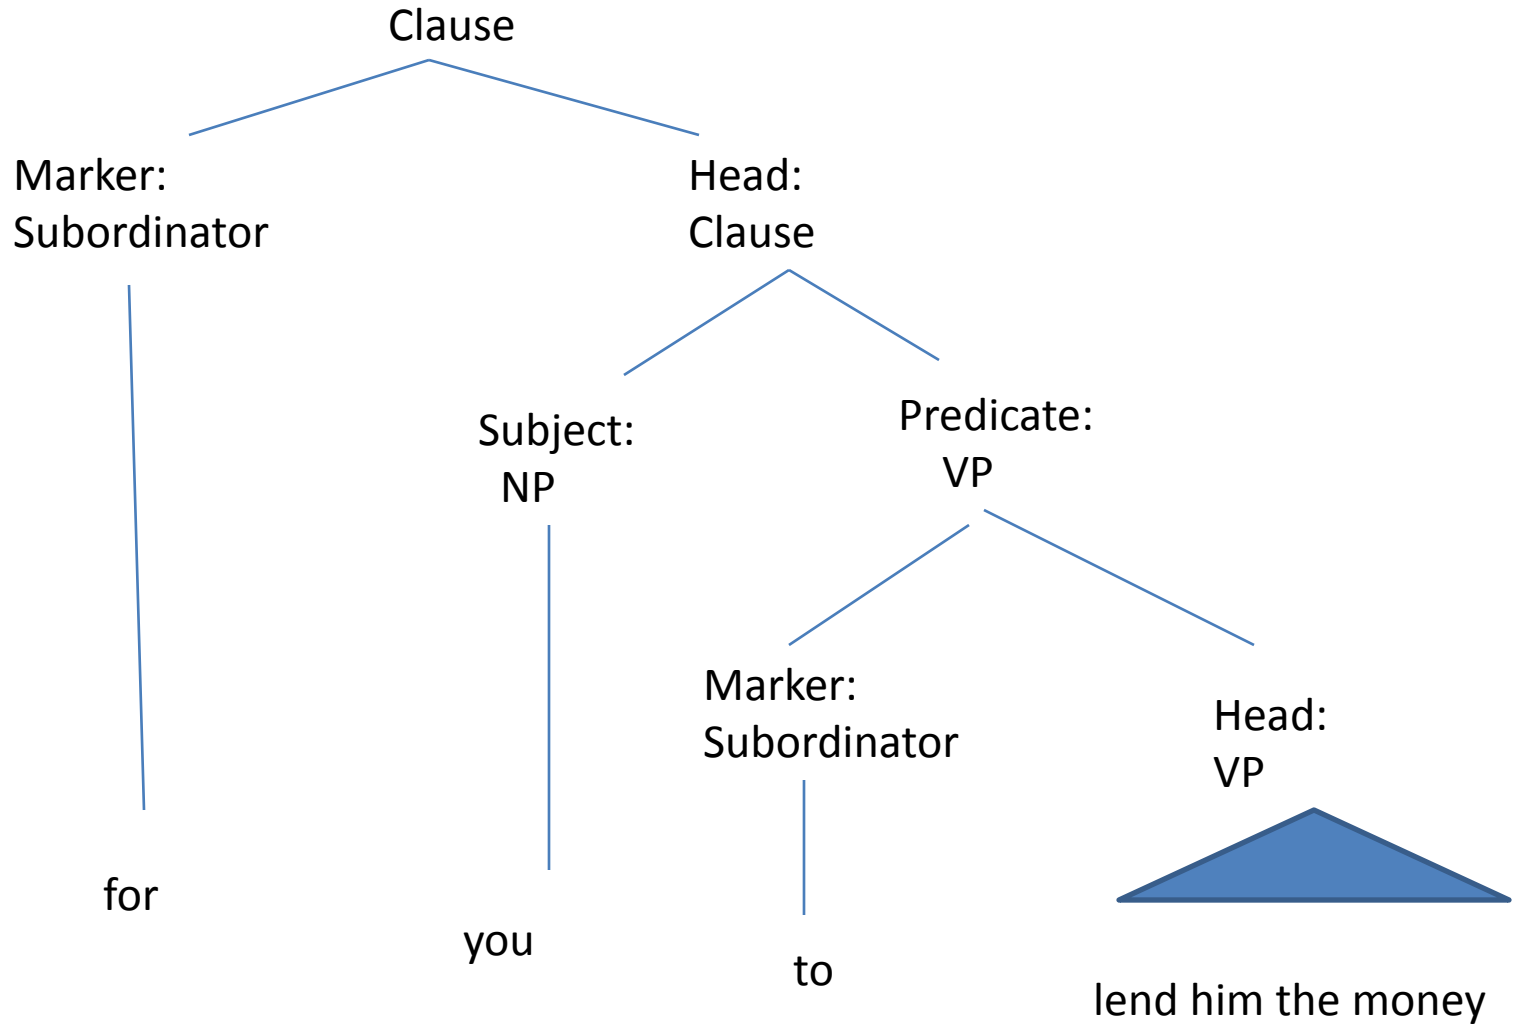 Clause
Marker:
Subordinator
Head:
Clause
Subject:
NP
Predicate:
VP
Marker:
Subordinator
Head:
VP
for
you
to
lend him the money